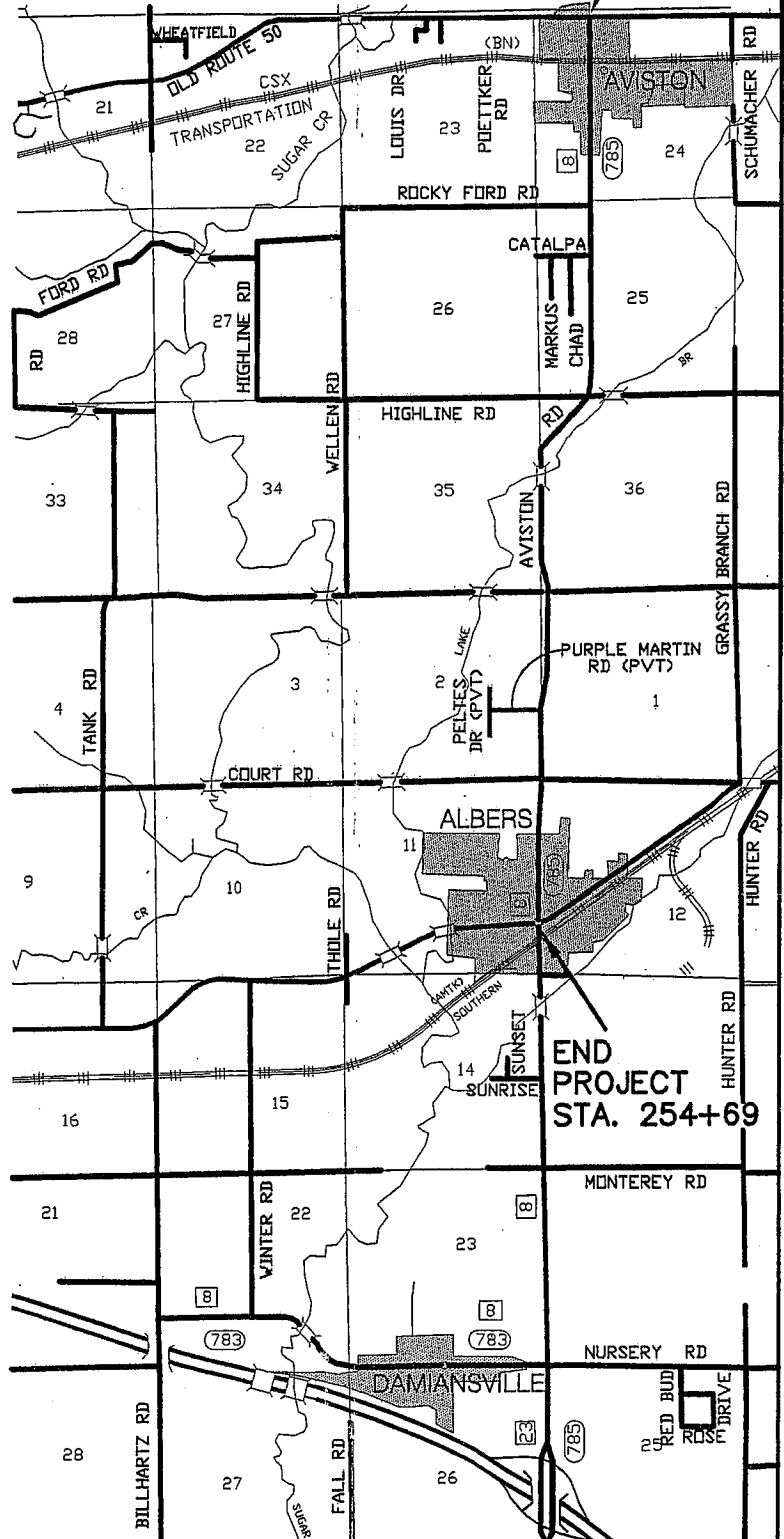 WHEATFIELD
OLD ROUTE 50
(BN)
CSX
TRANSPORTATION
21
22
SUGAR CR
LOUIS DR
23
POETTKER
RD
AVISTON
SCHUMACHER RD
8
785
24
ROCKY FORD RD
CATALPA
FORD RD
28
RD
27
HIGHLINE RD
26
MARKUS
CHAD
25
BR
WELLEN RD
HIGHLINE RD
RD
33
34
35
AVISTON
36
GRASSY BRANCH RD
LAKE
PURPLE MARTIN
RD (PVT)
4
TANK RD
3
2
PELTES
DR (PVT)
1
COURT RD
ALBERS
11
785
8
HUNTER RD
9
10
CR
THOLE RD
12
(AMTK)
SOUTHERN
HUNTER RD
END
PROJECT
STA. 254+69
14
SUNSET
SUNRISE
16
15
MONTEREY RD
21
WINTER RD
22
8
23
8
783
8
783
NURSERY RD
DAMIANSVILLE
RED BUD
DRIVE
ROSE
BILLHARTZ RD
28
27
FALL RD
26
23
785
25
SUGAR